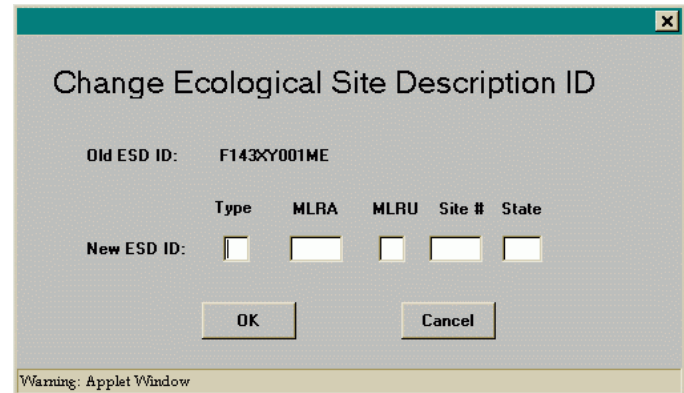 Change Ecological Site Description ID
Old ESD ID: F143XY001ME
Type MLRA MLRU Site # State
New ESD ID:
OK Cancel
Warning: Applet Window